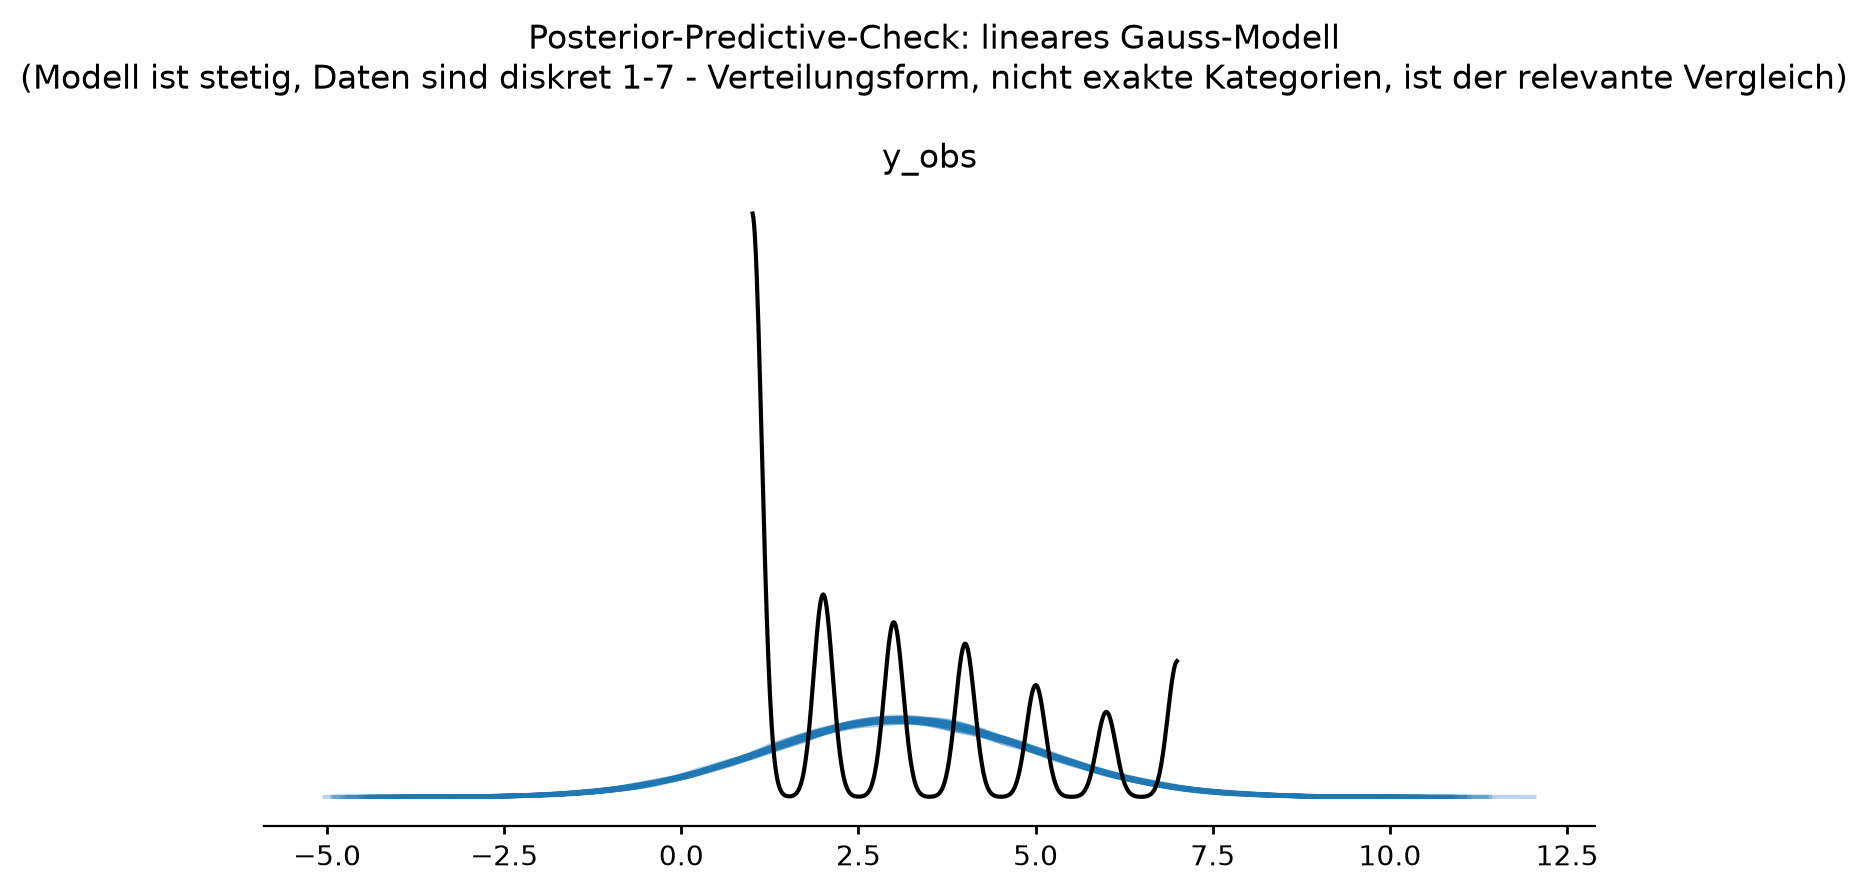 Posterior-Predictive-Check: lineares Gauss-Modell
(Modell ist stetig, Daten sind diskret 1-7 - Verteilungsform, nicht exakte Kategorien, ist der relevante Vergleich)
y_obs
−5.0 −2.5 0.0 2.5 5.0 7.5 10.0 12.5